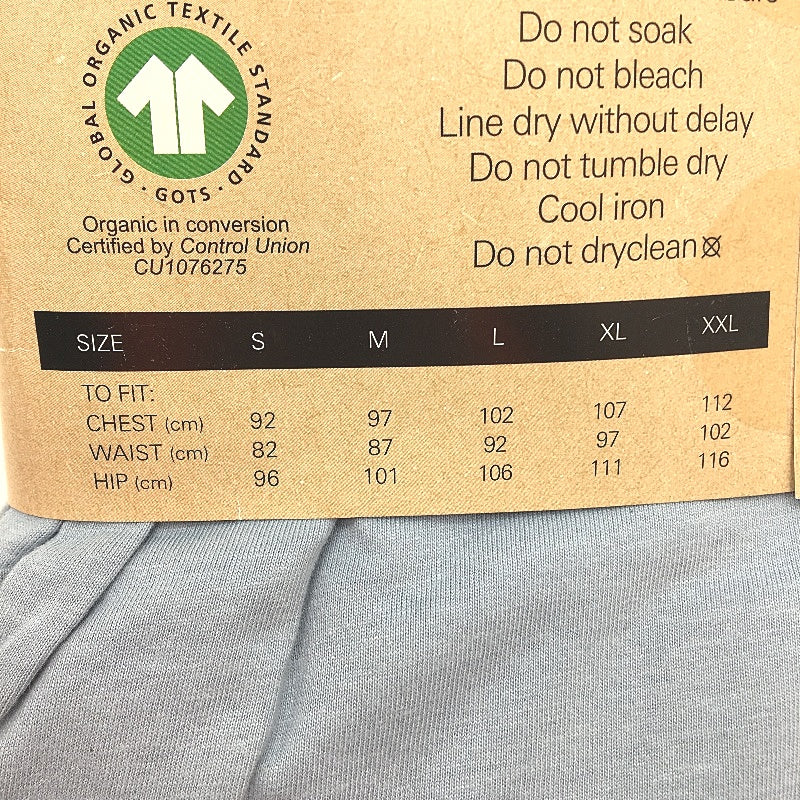 GLOBAL ORGANIC TEXTILE STANDARD · GOTS ·
Organic in conversion
Certified by Control Union
CU1076275
Do not soak
Do not bleach
Line dry without delay
Do not tumble dry
Cool iron
Do not dryclean
SIZE S M L XL XXL
TO FIT:
CHEST (cm) 92 97 102 107 112
WAIST (cm) 82 87 92 97 102
HIP (cm) 96 101 106 111 116